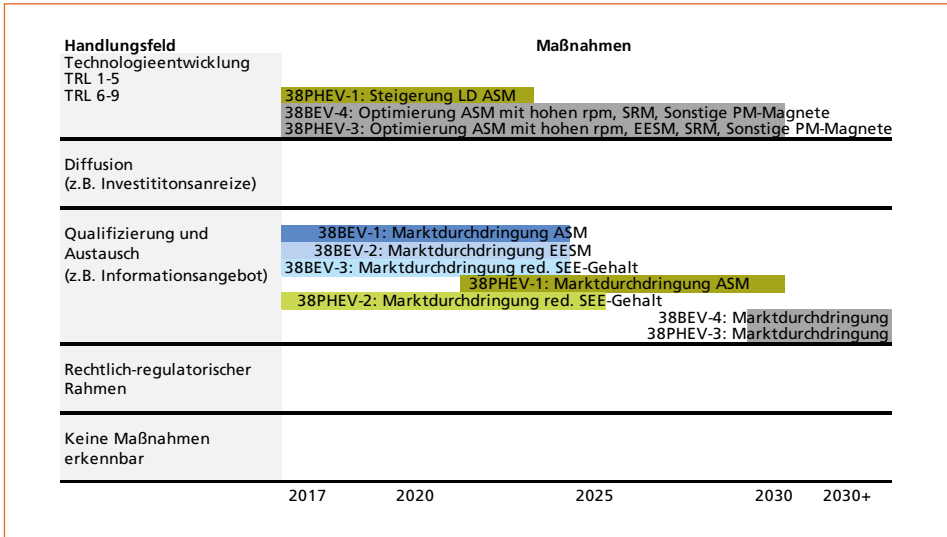 Handlungsfeld Maßnahmen
Technologieentwicklung
TRL 1-5
TRL 6-9 38PHEV-1: Steigerung LD ASM
38BEV-4: Optimierung ASM mit hohen rpm, SRM, Sonstige PM-Magnete
38PHEV-3: Optimierung ASM mit hohen rpm, EESM, SRM, Sonstige PM-Magnete
Diffusion
(z.B. Investititonsanreize)
Qualifizierung und
Austausch
(z.B. Informationsangebot)
38BEV-1: Marktdurchdringung ASM
38BEV-2: Marktdurchdringung EESM
38BEV-3: Marktdurchdringung red. SEE-Gehalt
38PHEV-1: Marktdurchdringung ASM
38PHEV-2: Marktdurchdringung red. SEE-Gehalt
38BEV-4: Marktdurchdringung
38PHEV-3: Marktdurchdringung
Rechtlich-regulatorischer
Rahmen
Keine Maßnahmen
erkennbar
2017 2020 2025 2030 2030+